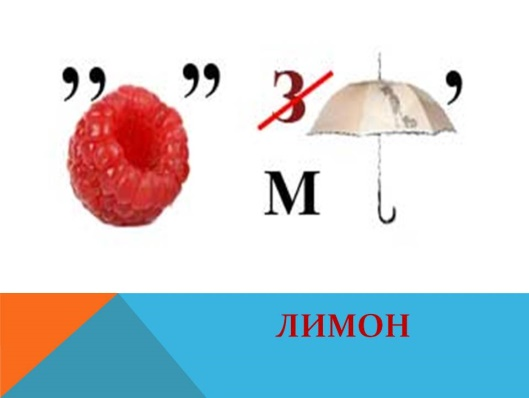 ,, ,, З ,
М
ЛИМОН